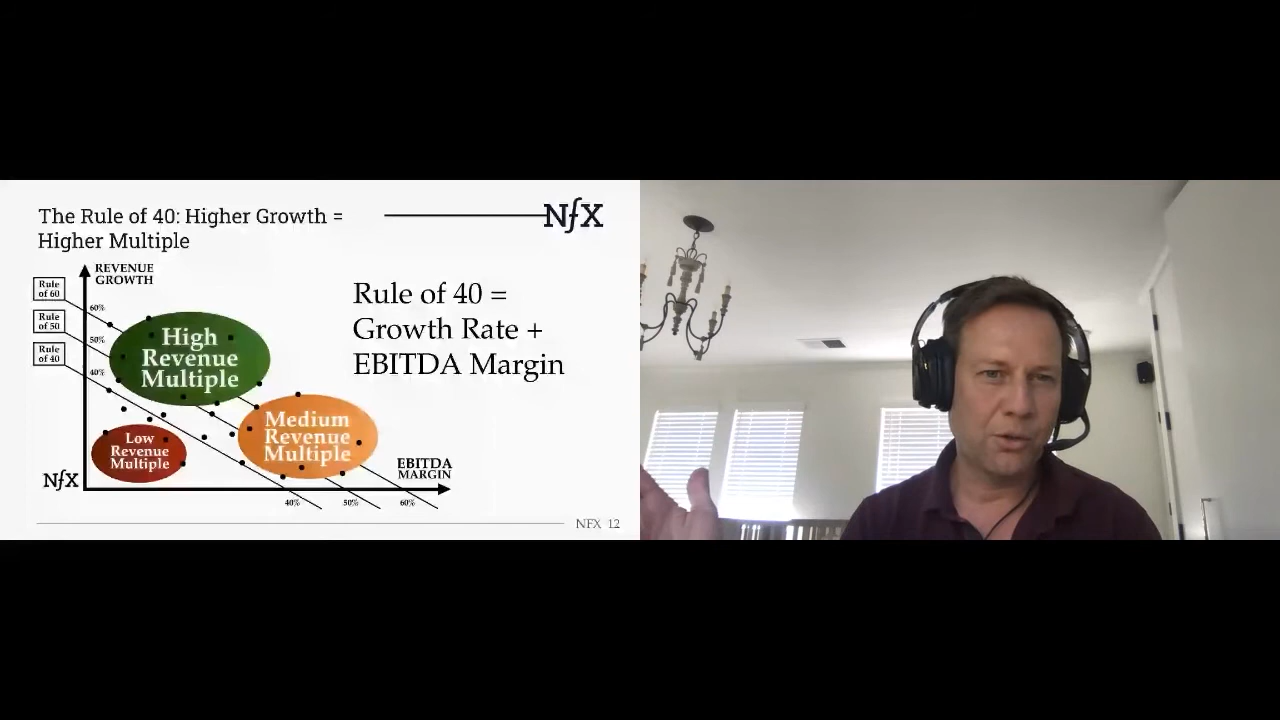 The Rule of 40: Higher Growth =
Higher Multiple
NFX
REVENUE
GROWTH
Rule
of 60
60%
Rule
of 50
50%
Rule
of 40
40%
High
Revenue
Multiple
Medium
Revenue
Multiple
Low
Revenue
Multiple
EBITDA
MARGIN
NFX
40%
50%
60%
Rule of 40 =
Growth Rate +
EBITDA Margin
NFX 12